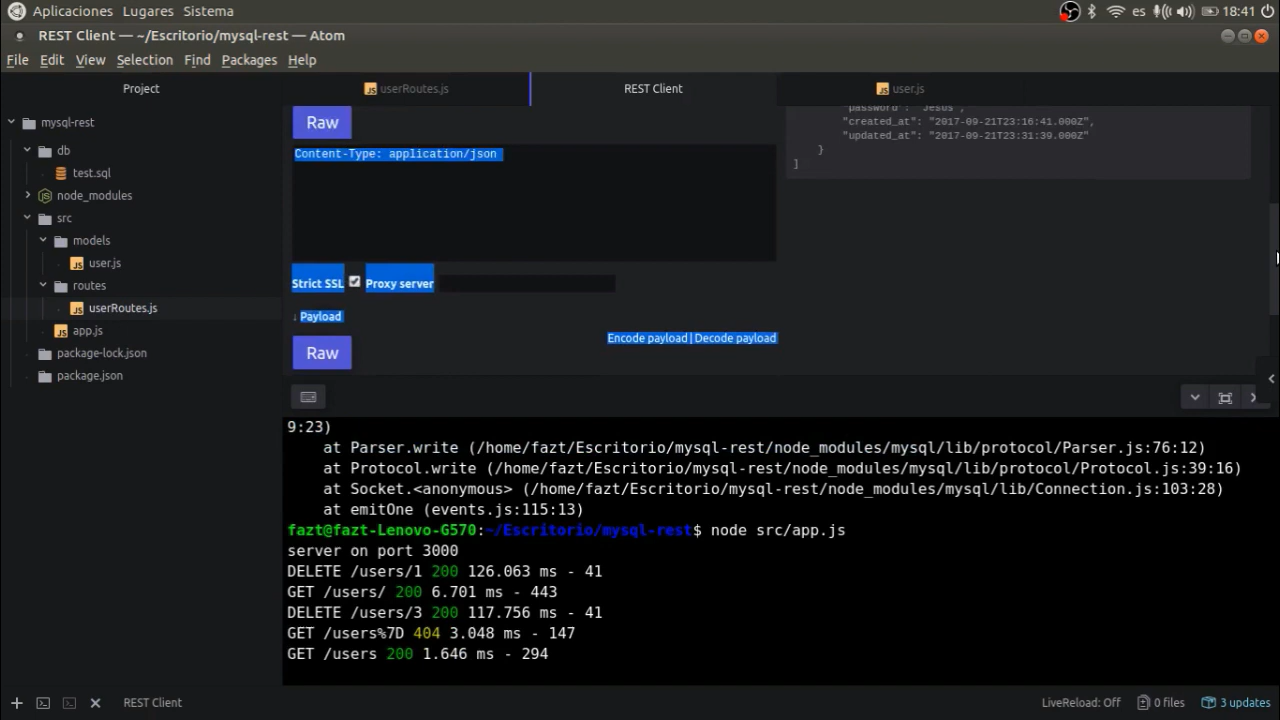 Aplicaciones Lugares Sistema
es
18:41
REST Client — ~/Escritorio/mysql-rest — Atom
File Edit View Selection Find Packages Help
Project
userRoutes.js
REST Client
user.js
mysql-rest
db
test.sql
node_modules
src
models
user.js
routes
userRoutes.js
app.js
package-lock.json
package.json
Raw
Content-Type: application/json
Strict SSL
Proxy server
Payload
Encode payload|Decode payload
Raw
"password": "Jesus",
"created_at": "2017-09-21T23:16:41.000Z",
"updated_at": "2017-09-21T23:31:39.000Z"
}
]
9:23)
at Parser.write (/home/fazt/Escritorio/mysql-rest/node_modules/mysql/lib/protocol/Parser.js:76:12)
at Protocol.write (/home/fazt/Escritorio/mysql-rest/node_modules/mysql/lib/protocol/Protocol.js:39:16)
at Socket.<anonymous> (/home/fazt/Escritorio/mysql-rest/node_modules/mysql/lib/Connection.js:103:28)
at emitOne (events.js:115:13)
fazt@fazt-Lenovo-G570:~/Escritorio/mysql-rest$ node src/app.js
server on port 3000
DELETE /users/1 200 126.063 ms - 41
GET /users/ 200 6.701 ms - 443
DELETE /users/3 200 117.756 ms - 41
GET /users%7D 404 3.048 ms - 147
GET /users 200 1.646 ms - 294
REST Client
LiveReload: Off
0 files
3 updates